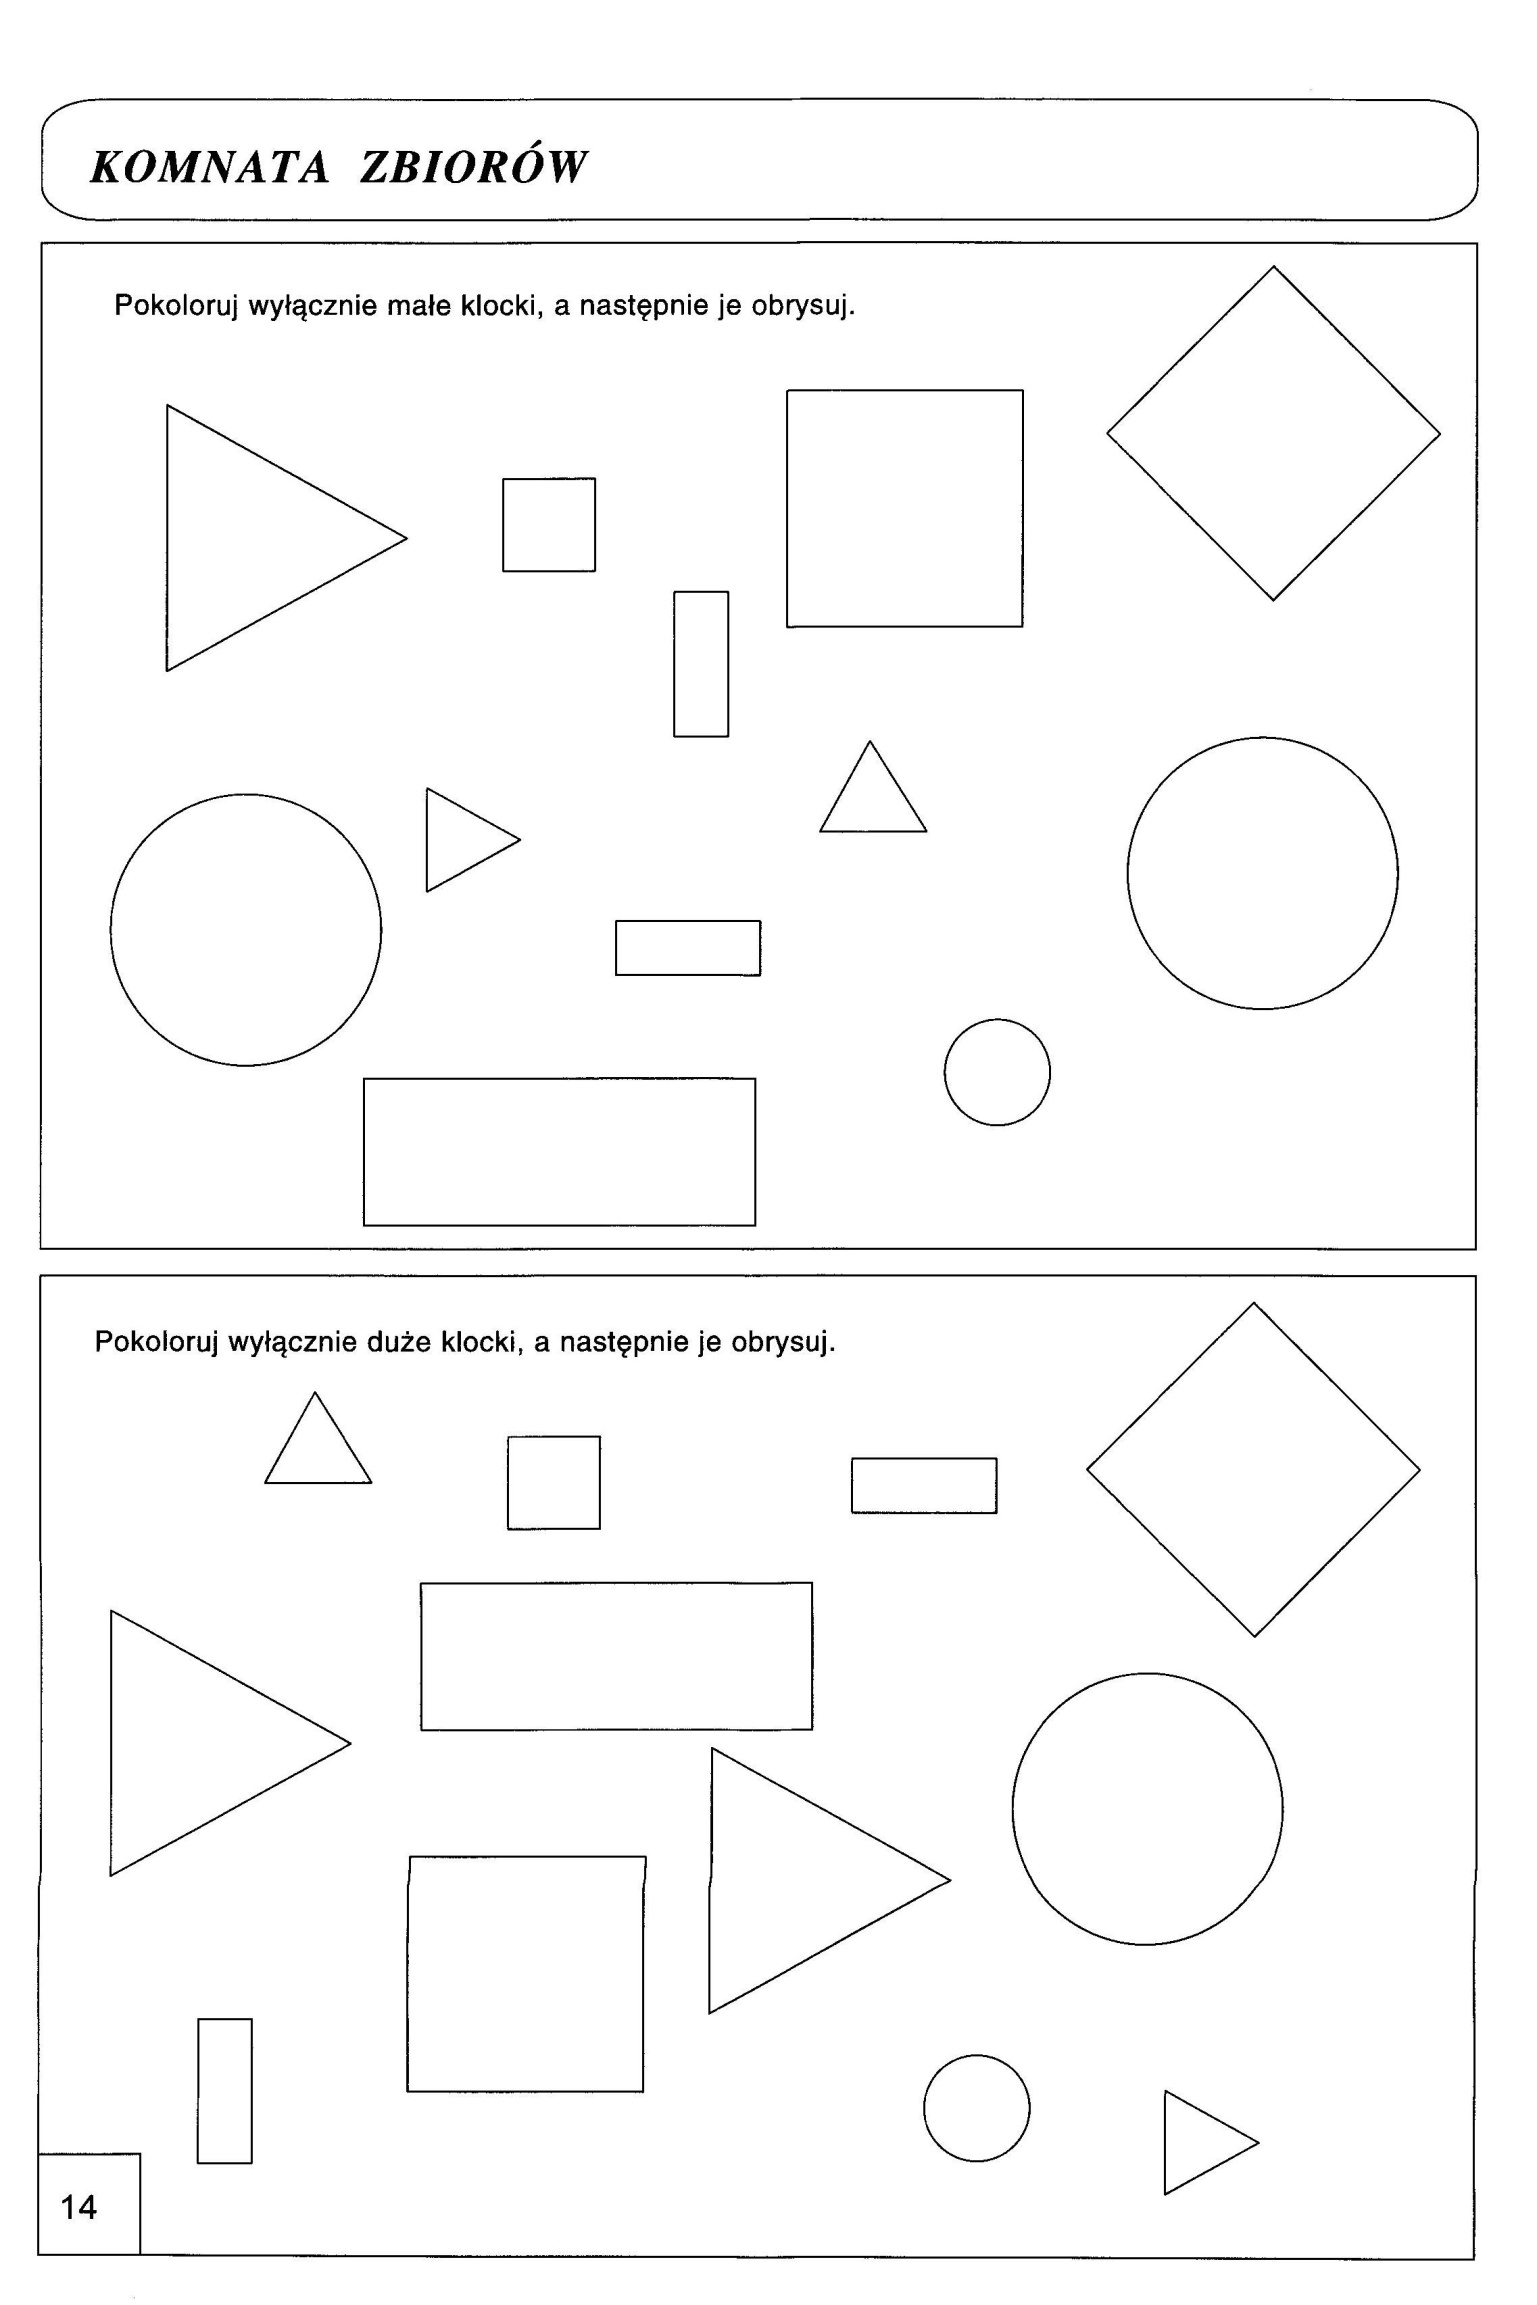 KOMNATA ZBIORÓW
Pokoloruj wyłącznie małe klocki, a następnie je obrysuj.
Pokoloruj wyłącznie duże klocki, a następnie je obrysuj.
14